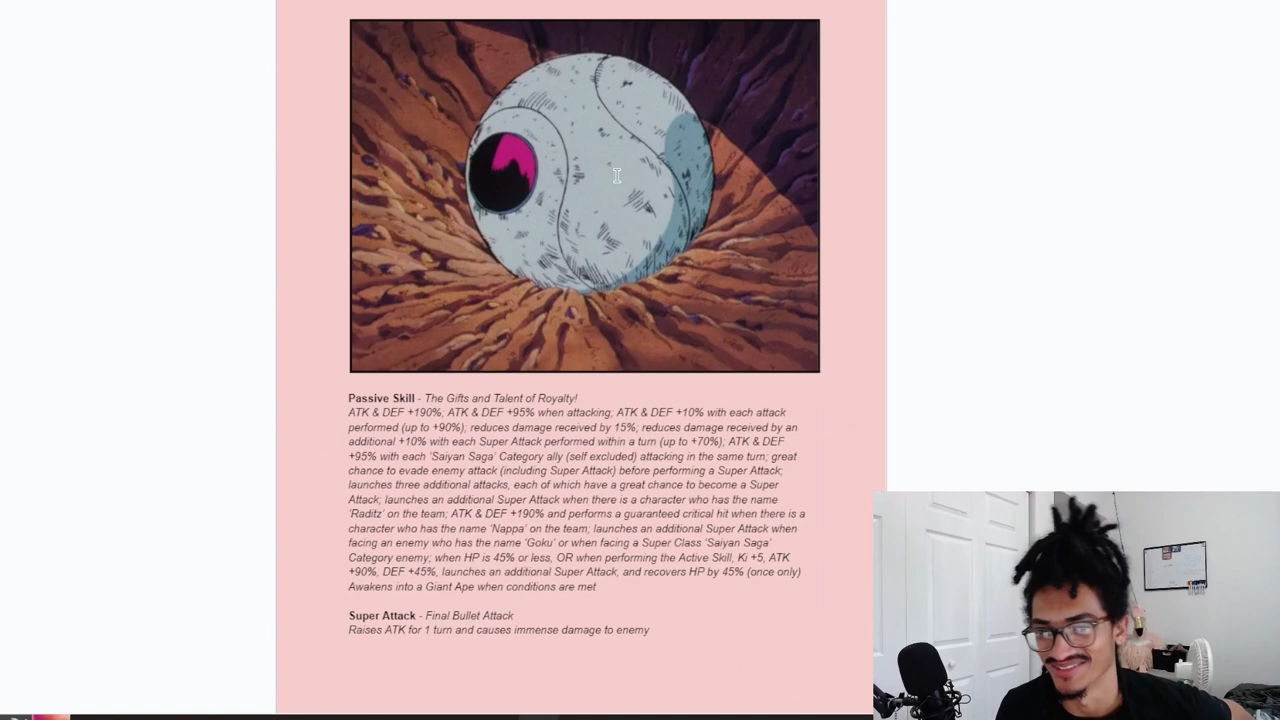 Passive Skill - The Gifts and Talent of Royalty!
ATK & DEF +190%; ATK & DEF +95% when attacking; ATK & DEF +10% with each attack
performed (up to +90%); reduces damage received by 15%; reduces damage received by an
additional +10% with each Super Attack performed within a turn (up to +70%); ATK & DEF
+95% with each 'Saiyan Saga' Category ally (self excluded) attacking in the same turn; great
chance to evade enemy attack (including Super Attack) before performing a Super Attack;
launches three additional attacks, each of which have a great chance to become a Super
Attack; launches an additional Super Attack when there is a character who has the name
'Raditz' on the team; ATK & DEF +190% and performs a guaranteed critical hit when there is a
character who has the name 'Nappa' on the team; launches an additional Super Attack when
facing an enemy who has the name 'Goku' or when facing a Super Class 'Saiyan Saga'
Category enemy; when HP is 45% or less, OR when performing the Active Skill, Ki +5, ATK
+90%, DEF +45%, launches an additional Super Attack, and recovers HP by 45% (once only)
Awakens into a Giant Ape when conditions are met
Super Attack - Final Bullet Attack
Raises ATK for 1 turn and causes immense damage to enemy